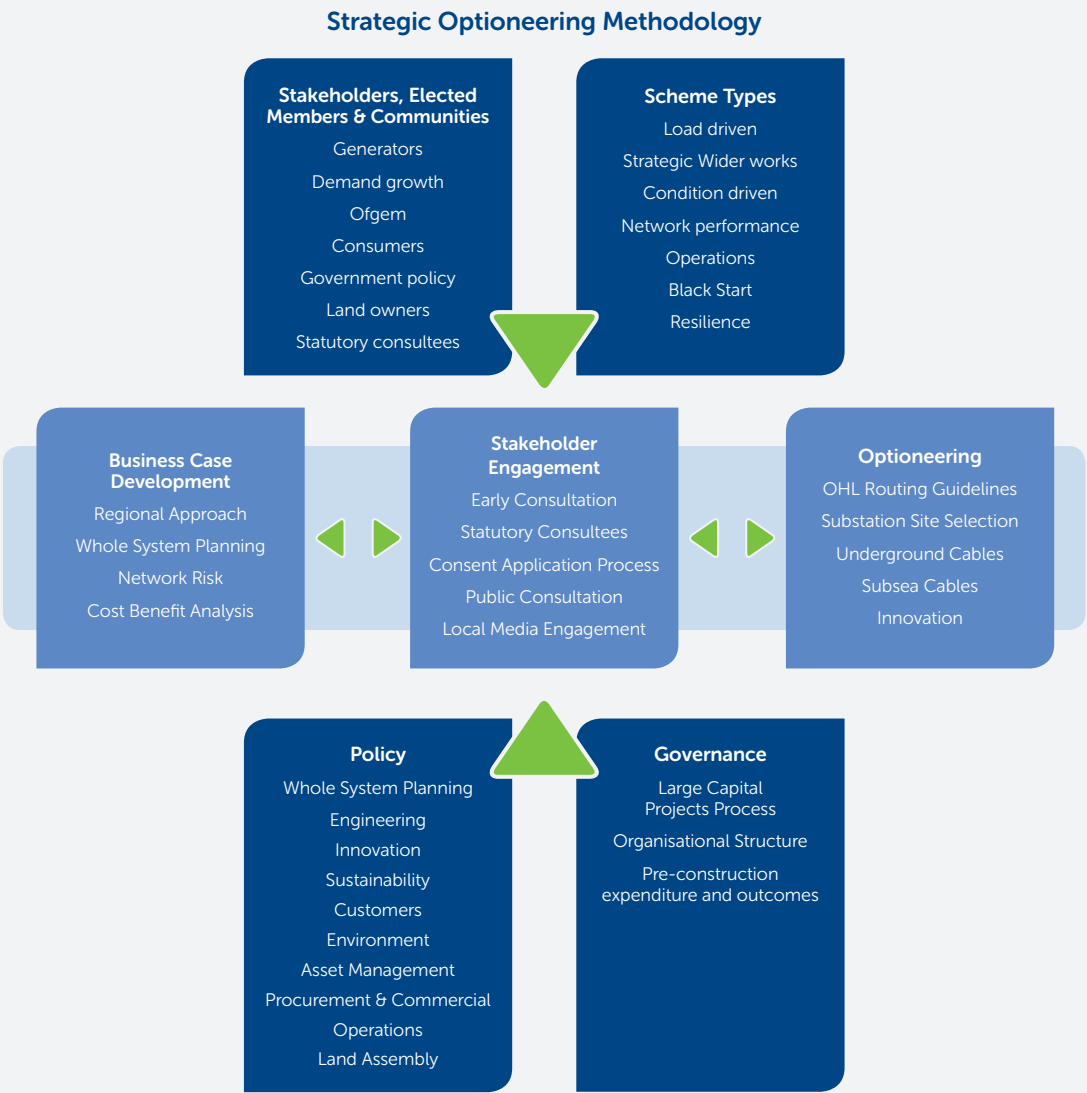 Strategic Optioneering Methodology
Stakeholders, Elected
Members & Communities
Generators
Demand growth
Ofgem
Consumers
Government policy
Land owners
Statutory consultees
Scheme Types
Load driven
Strategic Wider works
Condition driven
Network performance
Operations
Black Start
Resilience
Business Case
Development
Regional Approach
Whole System Planning
Network Risk
Cost Benefit Analysis
Stakeholder
Engagement
Early Consultation
Statutory Consultees
Consent Application Process
Public Consultation
Local Media Engagement
Optioneering
OHL Routing Guidelines
Substation Site Selection
Underground Cables
Subsea Cables
Innovation
Policy
Whole System Planning
Engineering
Innovation
Sustainability
Customers
Environment
Asset Management
Procurement & Commercial
Operations
Land Assembly
Governance
Large Capital
Projects Process
Organisational Structure
Pre-construction
expenditure and outcomes